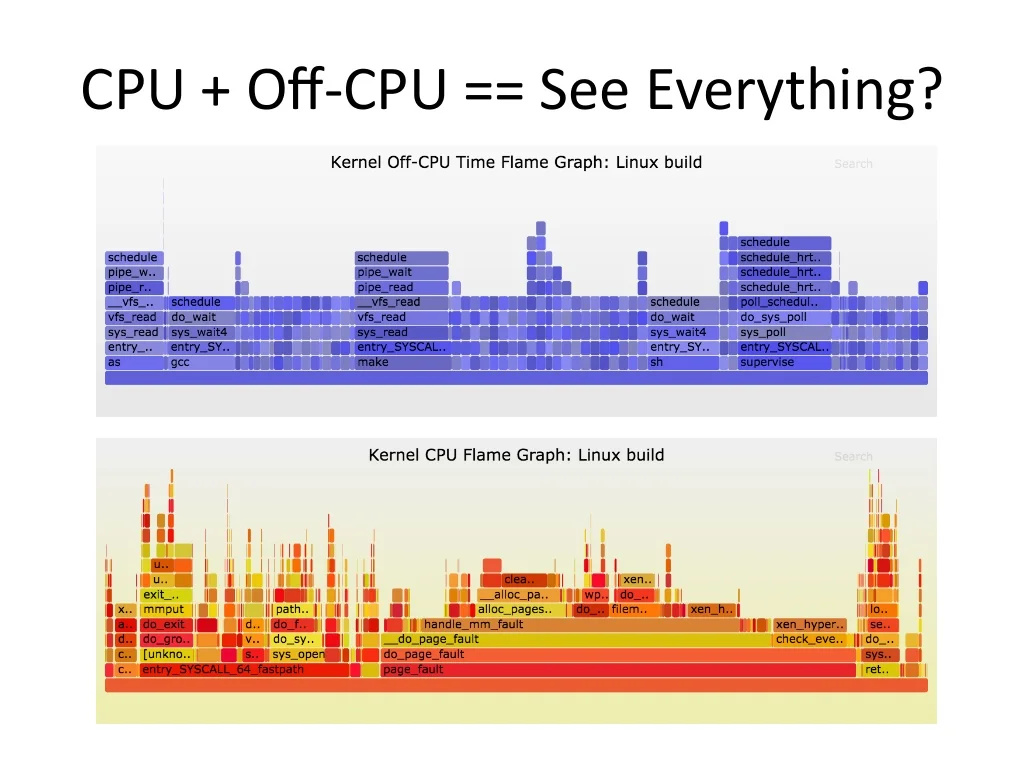 CPU + Off-CPU == See Everything?
Kernel Off-CPU Time Flame Graph: Linux build
Search
schedule
schedule schedule schedule_hrt..
pipe_w.. pipe_wait schedule_hrt..
pipe_r.. pipe_read schedule_hrt..
__vfs_.. schedule __vfs_read schedule poll_schedul..
vfs_read do_wait vfs_read do_wait do_sys_poll
sys_read sys_wait4 sys_read sys_wait4 sys_poll
entry_.. entry_SY.. entry_SYSCAL.. entry_SY.. entry_SYSCAL..
as gcc make sh supervise
Kernel CPU Flame Graph: Linux build
Search
u..
u.. clea.. xen..
exit_.. __alloc_pa.. wp.. do_..
x.. mmput path.. alloc_pages.. do_.. filem.. xen_h.. lo..
a.. do_exit d.. do_f.. handle_mm_fault xen_hyper.. se..
d.. do_gro.. v.. do_sy.. __do_page_fault check_eve.. do_..
c.. [unkno.. s.. sys_open do_page_fault sys..
c.. entry_SYSCALL_64_fastpath page_fault ret..